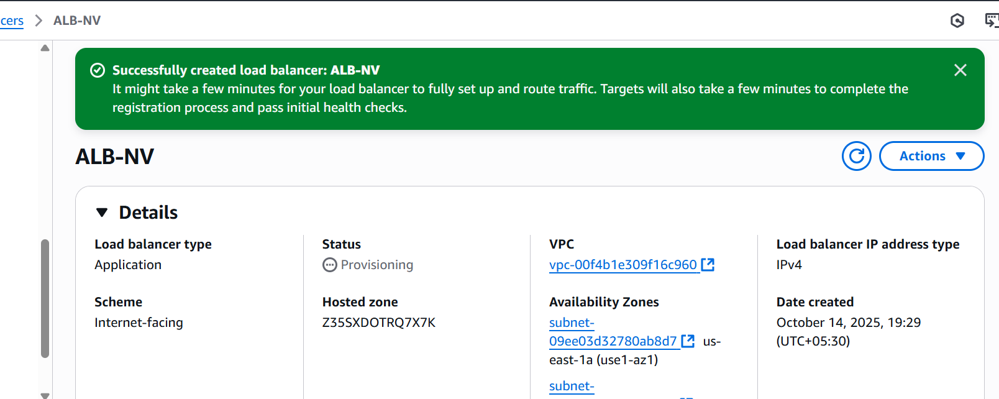 cers > ALB-NV
Successfully created load balancer: ALB-NV
It might take a few minutes for your load balancer to fully set up and route traffic. Targets will also take a few minutes to complete the
registration process and pass initial health checks.
ALB-NV
Actions
Details
Load balancer type
Application
Status
Provisioning
VPC
vpc-00f4b1e309f16c960
Load balancer IP address type
IPv4
Scheme
Internet-facing
Hosted zone
Z35SXDOTRQ7X7K
Availability Zones
subnet-
09ee03d32780ab8d7 us-
east-1a (use1-az1)
subnet-
Date created
October 14, 2025, 19:29
(UTC+05:30)